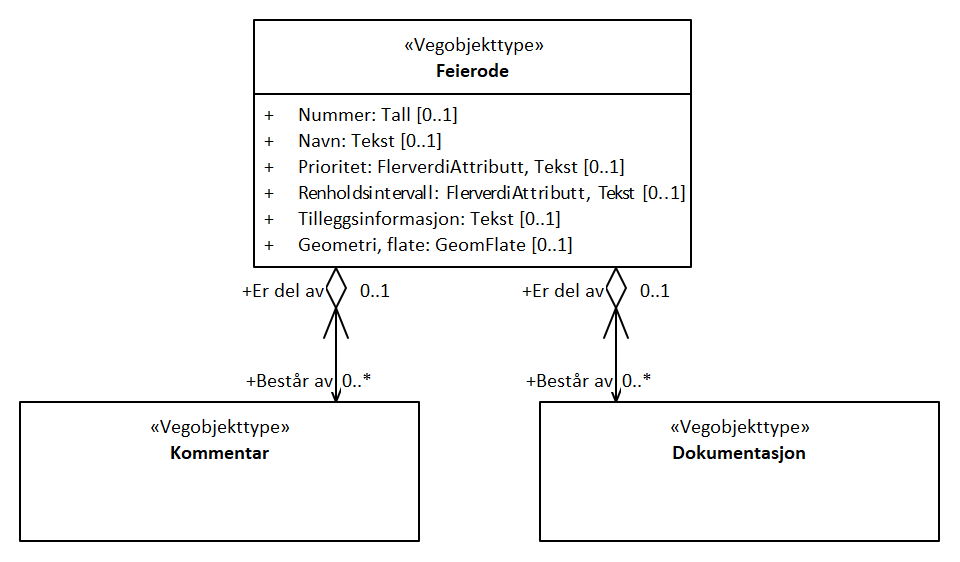 «Vegobjekttype»
Feierode
+ Nummer: Tall [0..1]
+ Navn: Tekst [0..1]
+ Prioritet: FlerverdiAttributt, Tekst [0..1]
+ Renholdsintervall: FlerverdiAttributt, Tekst [0..1]
+ Tilleggsinformasjon: Tekst [0..1]
+ Geometri, flate: GeomFlate [0..1]
+Er del av 0..1
+Er del av 0..1
+Består av 0..*
+Består av 0..*
«Vegobjekttype»
Kommentar
«Vegobjekttype»
Dokumentasjon